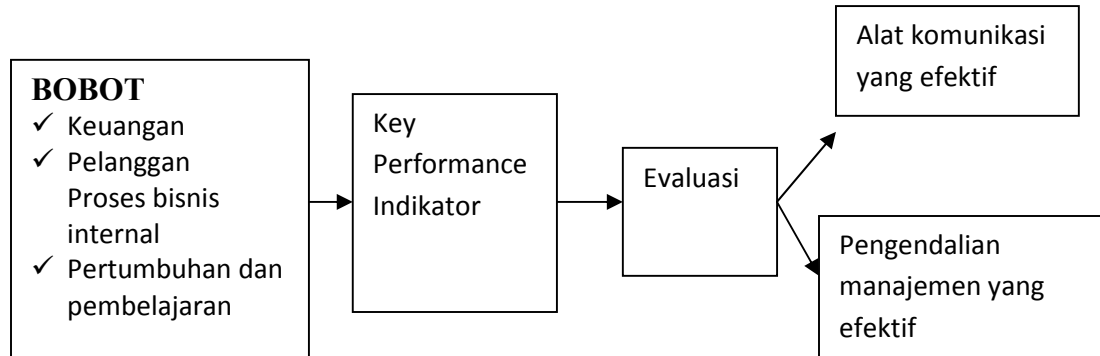 BOBOT
✓ Keuangan
✓ Pelanggan
Proses bisnis
internal
✓ Pertumbuhan dan
pembelajaran
Key
Performance
Indikator
Evaluasi
Alat komunikasi
yang efektif
Pengendalian
manajemen yang
efektif